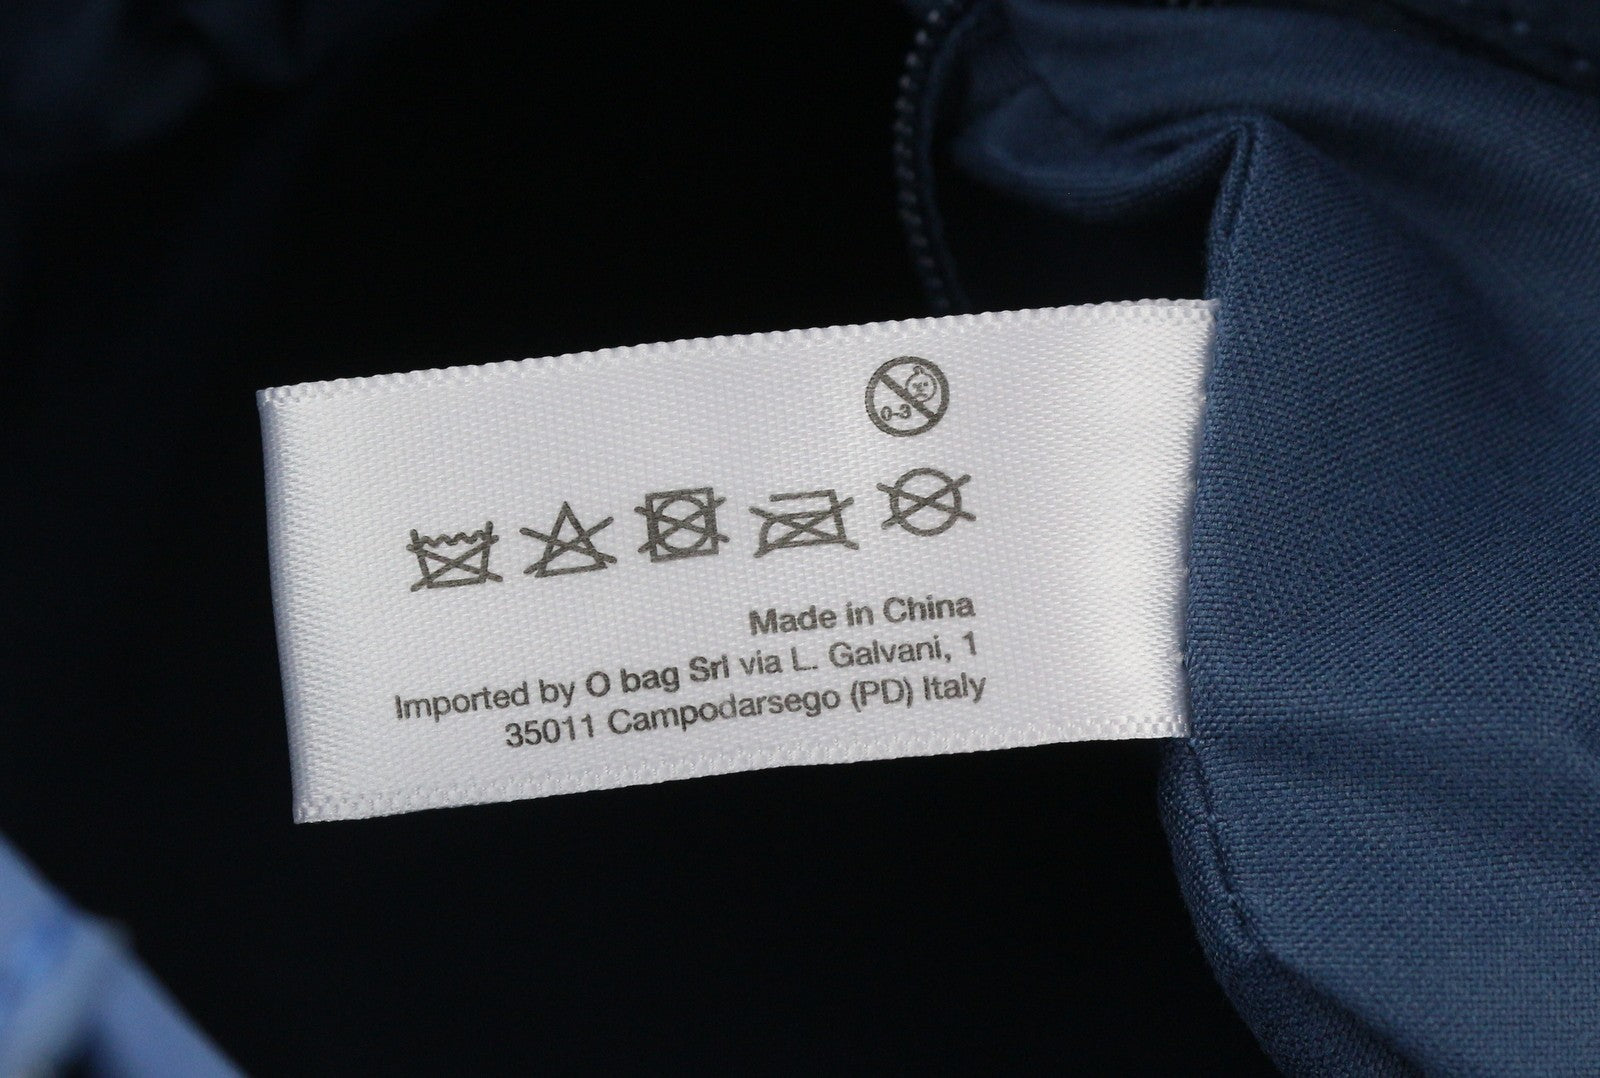 0-3
Made in China
Imported by O bag Srl via L. Galvani, 1
35011 Campodarsego (PD) Italy